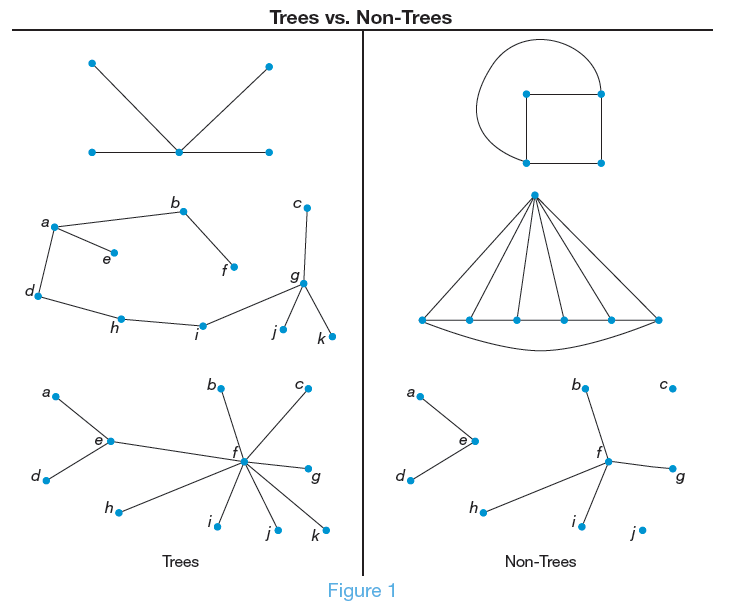 Trees vs. Non-Trees
a
b
c
e
f
g
d
h
i
j
k
a
b
c
e
f
d
g
h
i
j
k
Trees
a
b
c
e
f
d
g
h
i
j
Non-Trees
Figure 1